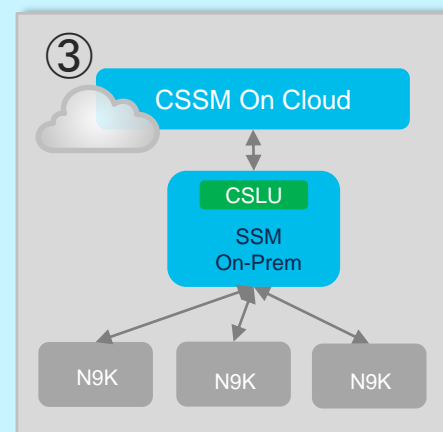 ③
CSSM On Cloud
CSLU
SSM
On-Prem
N9K
N9K
N9K